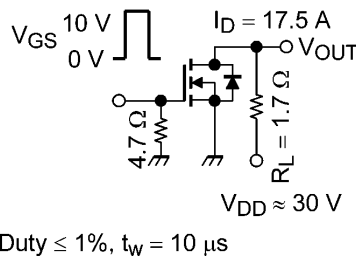 I_D = 17.5 A
V_GS 10 V
0 V
V_OUT
4.7 Ω
R_L = 1.7 Ω
V_DD ≈ 30 V
Duty ≤ 1%, t_w = 10 μs